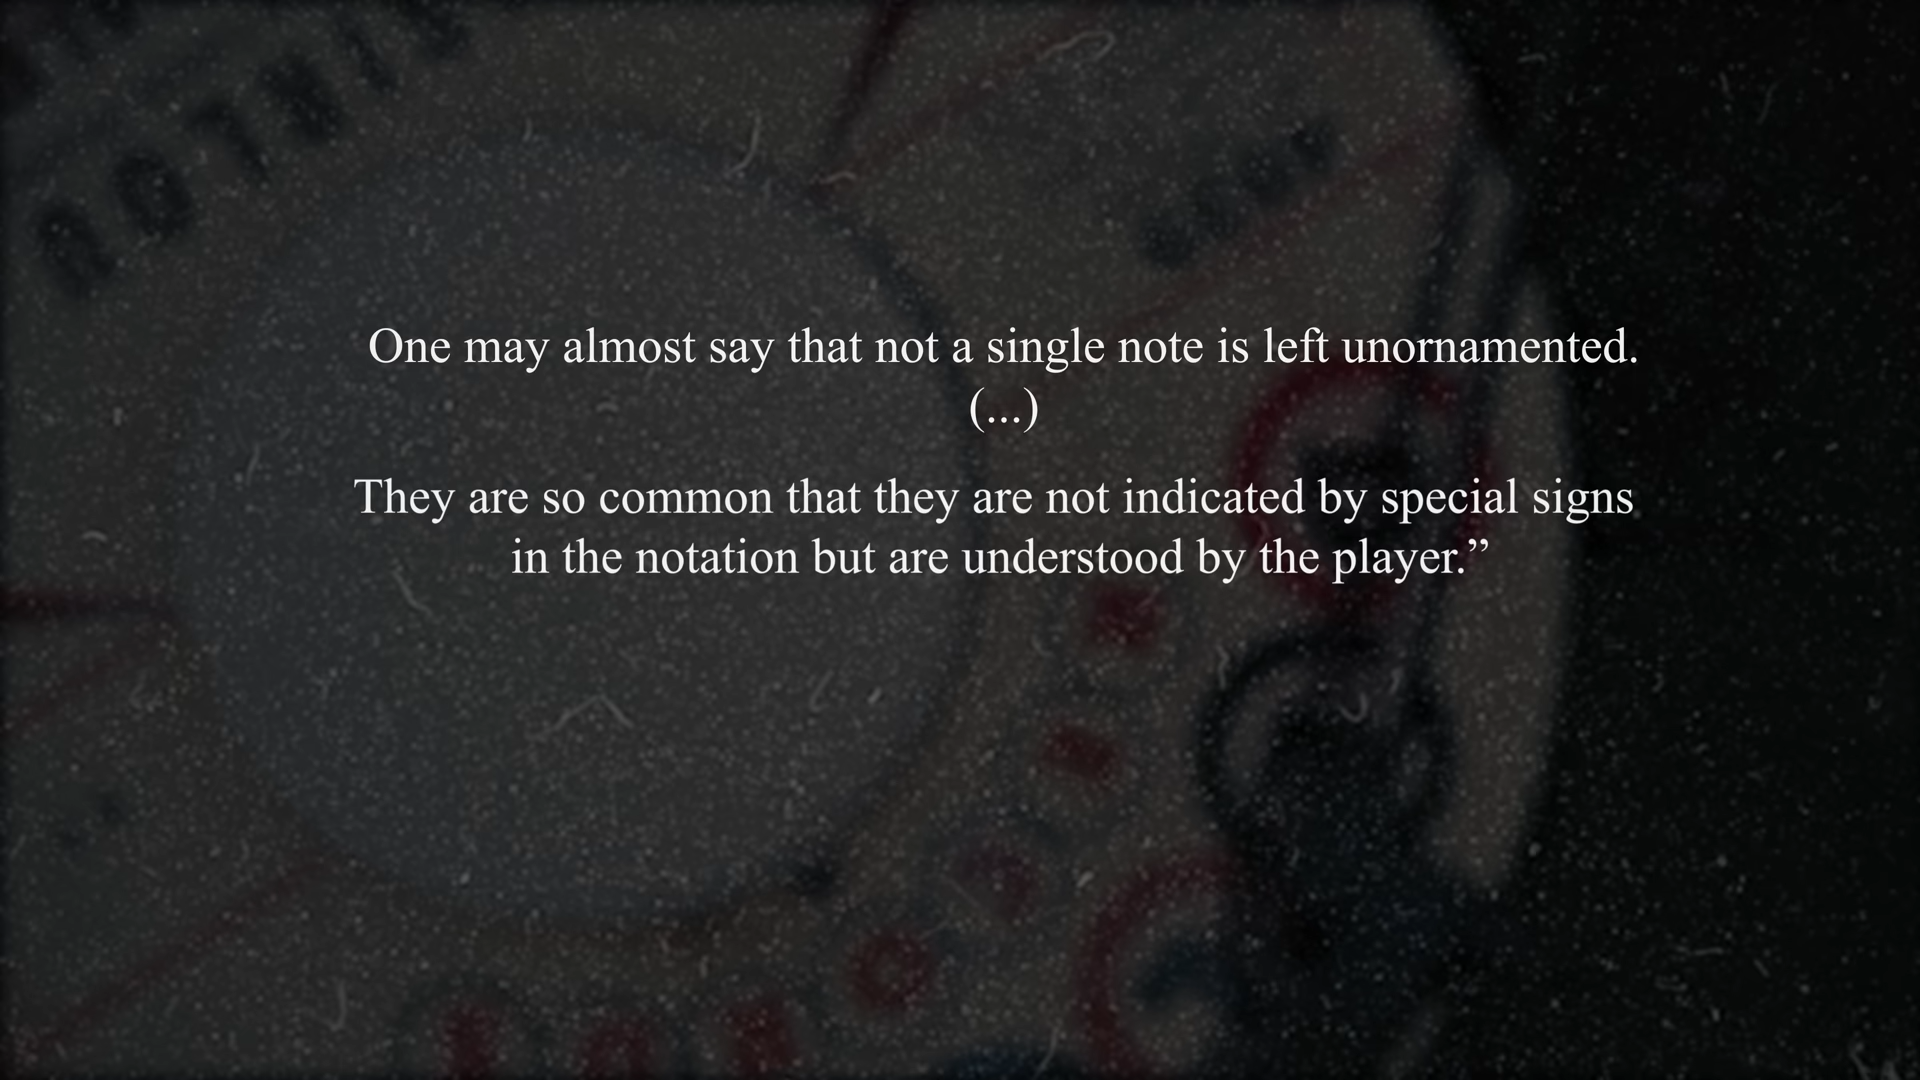 One may almost say that not a single note is left unornamented.
(...)
They are so common that they are not indicated by special signs
in the notation but are understood by the player.”